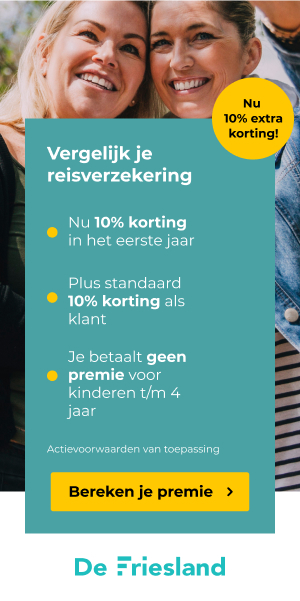 Nu
10% extra
korting!
Vergelijk je
reisverzekering
Nu 10% korting
in het eerste jaar
Plus standaard
10% korting als
klant
Je betaalt geen
premie voor
kinderen t/m 4
jaar
Actievoorwaarden van toepassing
Bereken je premie
De Friesland